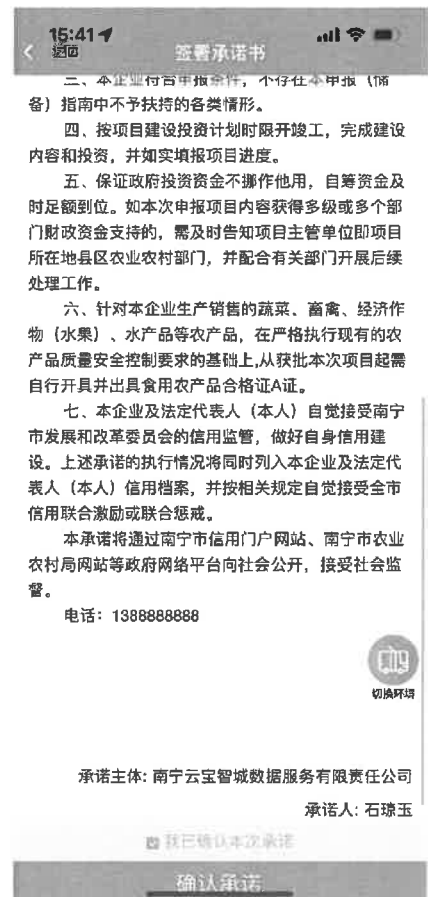 15:41
返回
签署承诺书
三、本企业符合申报条件，不存在本申报（储
备）指南中不予扶持的各类情形。
四、按项目建设投资计划时限开竣工，完成建设
内容和投资，并如实填报项目进度。
五、保证政府投资资金不挪作他用，自筹资金及
时足额到位。如本次申报项目内容获得多级或多个部
门财政资金支持的，需及时告知项目主管单位即项目
所在地县区农业农村部门，并配合有关部门开展后续
处理工作。
六、针对本企业生产销售的蔬菜、畜禽、经济作
物（水果）、水产品等农产品，在严格执行现有的农
产品质量安全控制要求的基础上,从获批本次项目起需
自行开具并出具食用农产品合格证A证。
七、本企业及法定代表人（本人）自觉接受南宁
市发展和改革委员会的信用监管，做好自身信用建
设。上述承诺的执行情况将同时列入本企业及法定代
表人（本人）信用档案，并按相关规定自觉接受全市
信用联合激励或联合惩戒。
本承诺将通过南宁市信用门户网站、南宁市农业
农村局网站等政府网络平台向社会公开，接受社会监
督。
电话：1388888888
切换环境
承诺主体: 南宁云宝智城数据服务有限责任公司
承诺人: 石琼玉
我已确认本次承诺
确认承诺